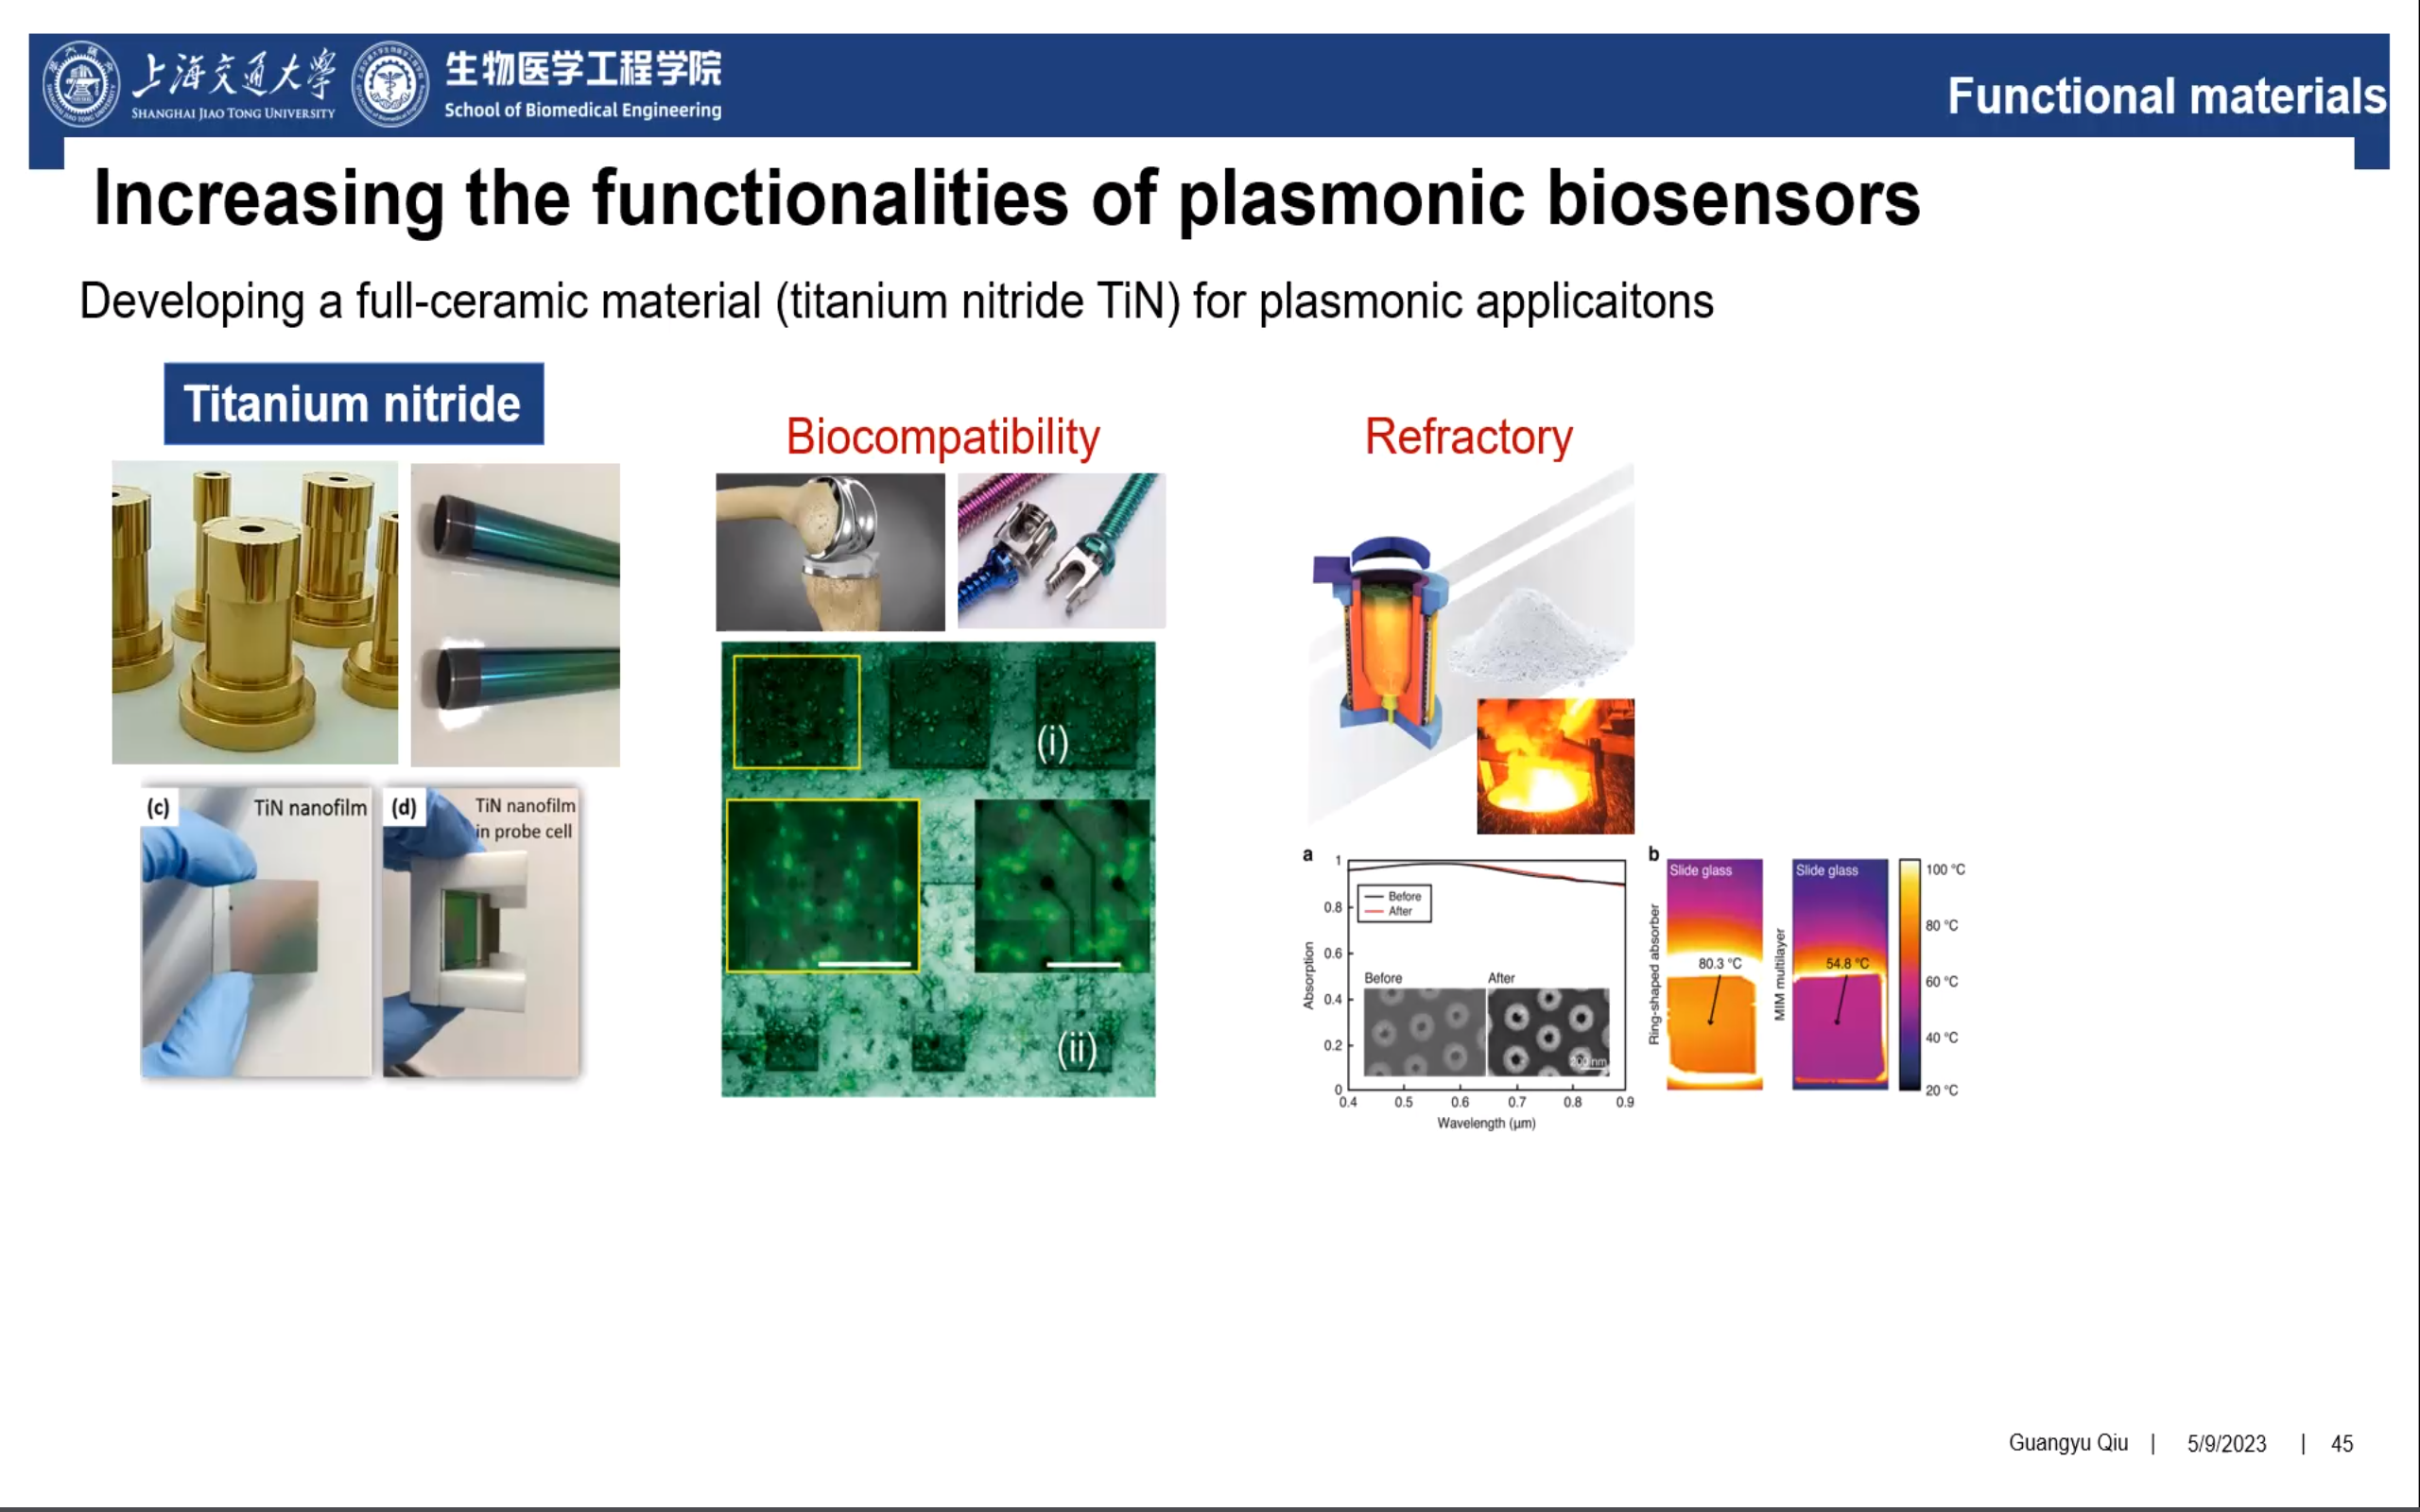 上海交通大学
SHANGHAI JIAO TONG UNIVERSITY
生物医学工程学院
School of Biomedical Engineering
Functional materials
Increasing the functionalities of plasmonic biosensors
Developing a full-ceramic material (titanium nitride TiN) for plasmonic applicaitons
Titanium nitride
(c) TiN nanofilm
(d) TiN nanofilm
in probe cell
Biocompatibility
(i)
(ii)
Refractory
a
1
0.8
0.6
0.4
0.2
0
Absorption
Before
After
Before
After
200 nm
0.4 0.5 0.6 0.7 0.8 0.9
Wavelength (μm)
b
Ring-shaped absorber
Slide glass
80.3 °C
MIM multilayer
Slide glass
54.8 °C
100 °C
80 °C
60 °C
40 °C
20 °C
Guangyu Qiu | 5/9/2023 | 45